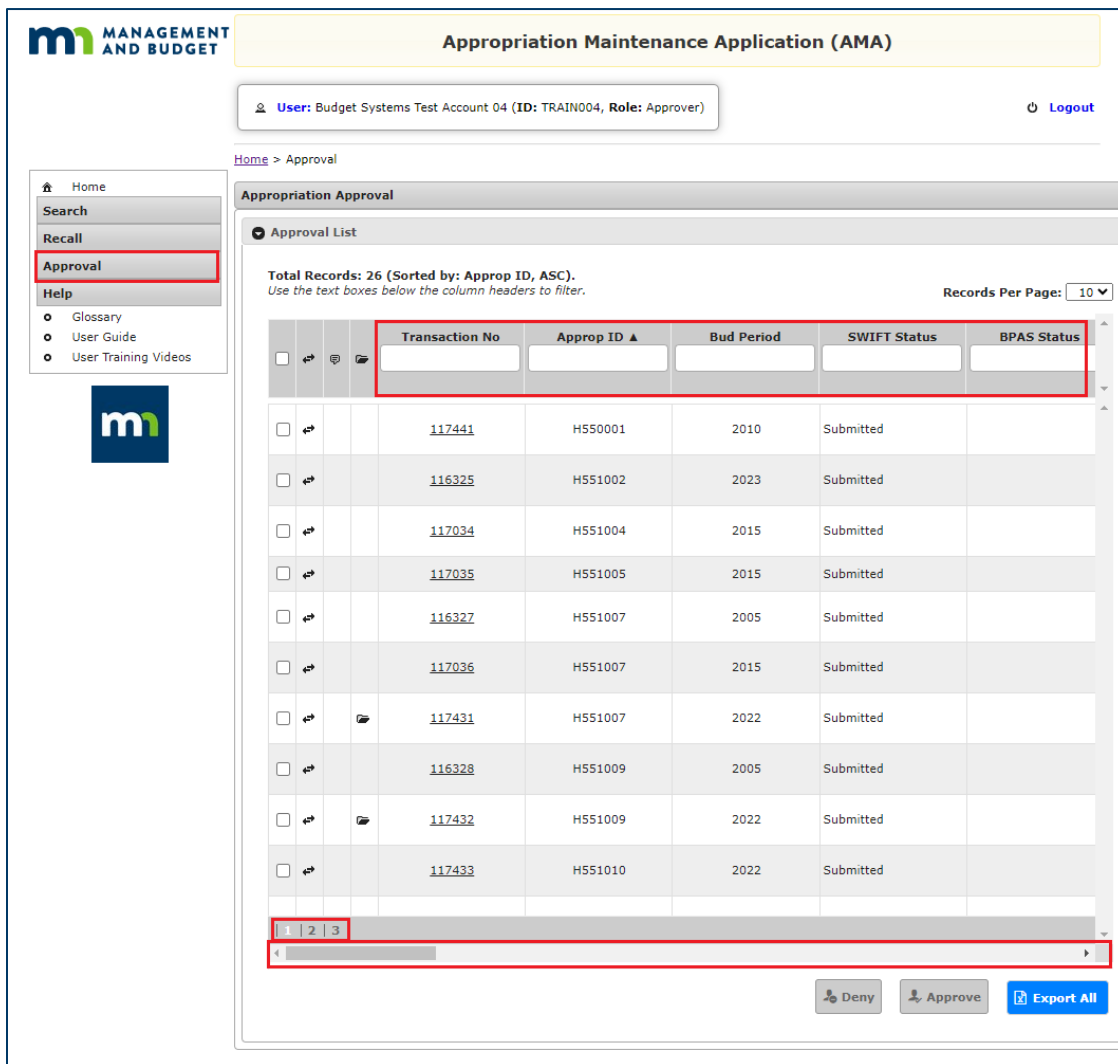 MANAGEMENT
AND BUDGET
Appropriation Maintenance Application (AMA)
User: Budget Systems Test Account 04 (ID: TRAIN004, Role: Approver)
Logout
Home > Approval
Home
Search
Recall
Approval
Help
Glossary
User Guide
User Training Videos
Appropriation Approval
Approval List
Total Records: 26 (Sorted by: Approp ID, ASC).
Use the text boxes below the column headers to filter.
Records Per Page: 10
Transaction No Approp ID ▲ Bud Period SWIFT Status BPAS Status
117441 H550001 2010 Submitted
116325 H551002 2023 Submitted
117034 H551004 2015 Submitted
117035 H551005 2015 Submitted
116327 H551007 2005 Submitted
117036 H551007 2015 Submitted
117431 H551007 2022 Submitted
116328 H551009 2005 Submitted
117432 H551009 2022 Submitted
117433 H551010 2022 Submitted
| 1 | 2 | 3
Deny Approve Export All